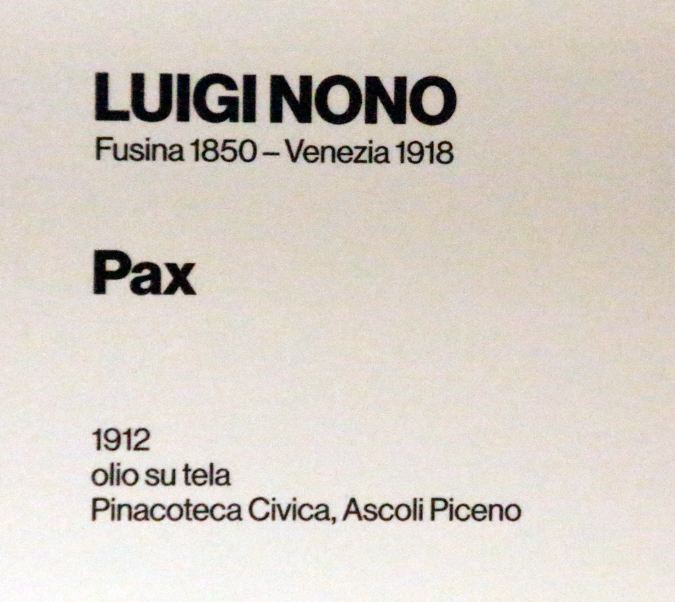 LUIGI NONO
Fusina 1850 – Venezia 1918
Pax
1912
olio su tela
Pinacoteca Civica, Ascoli Piceno